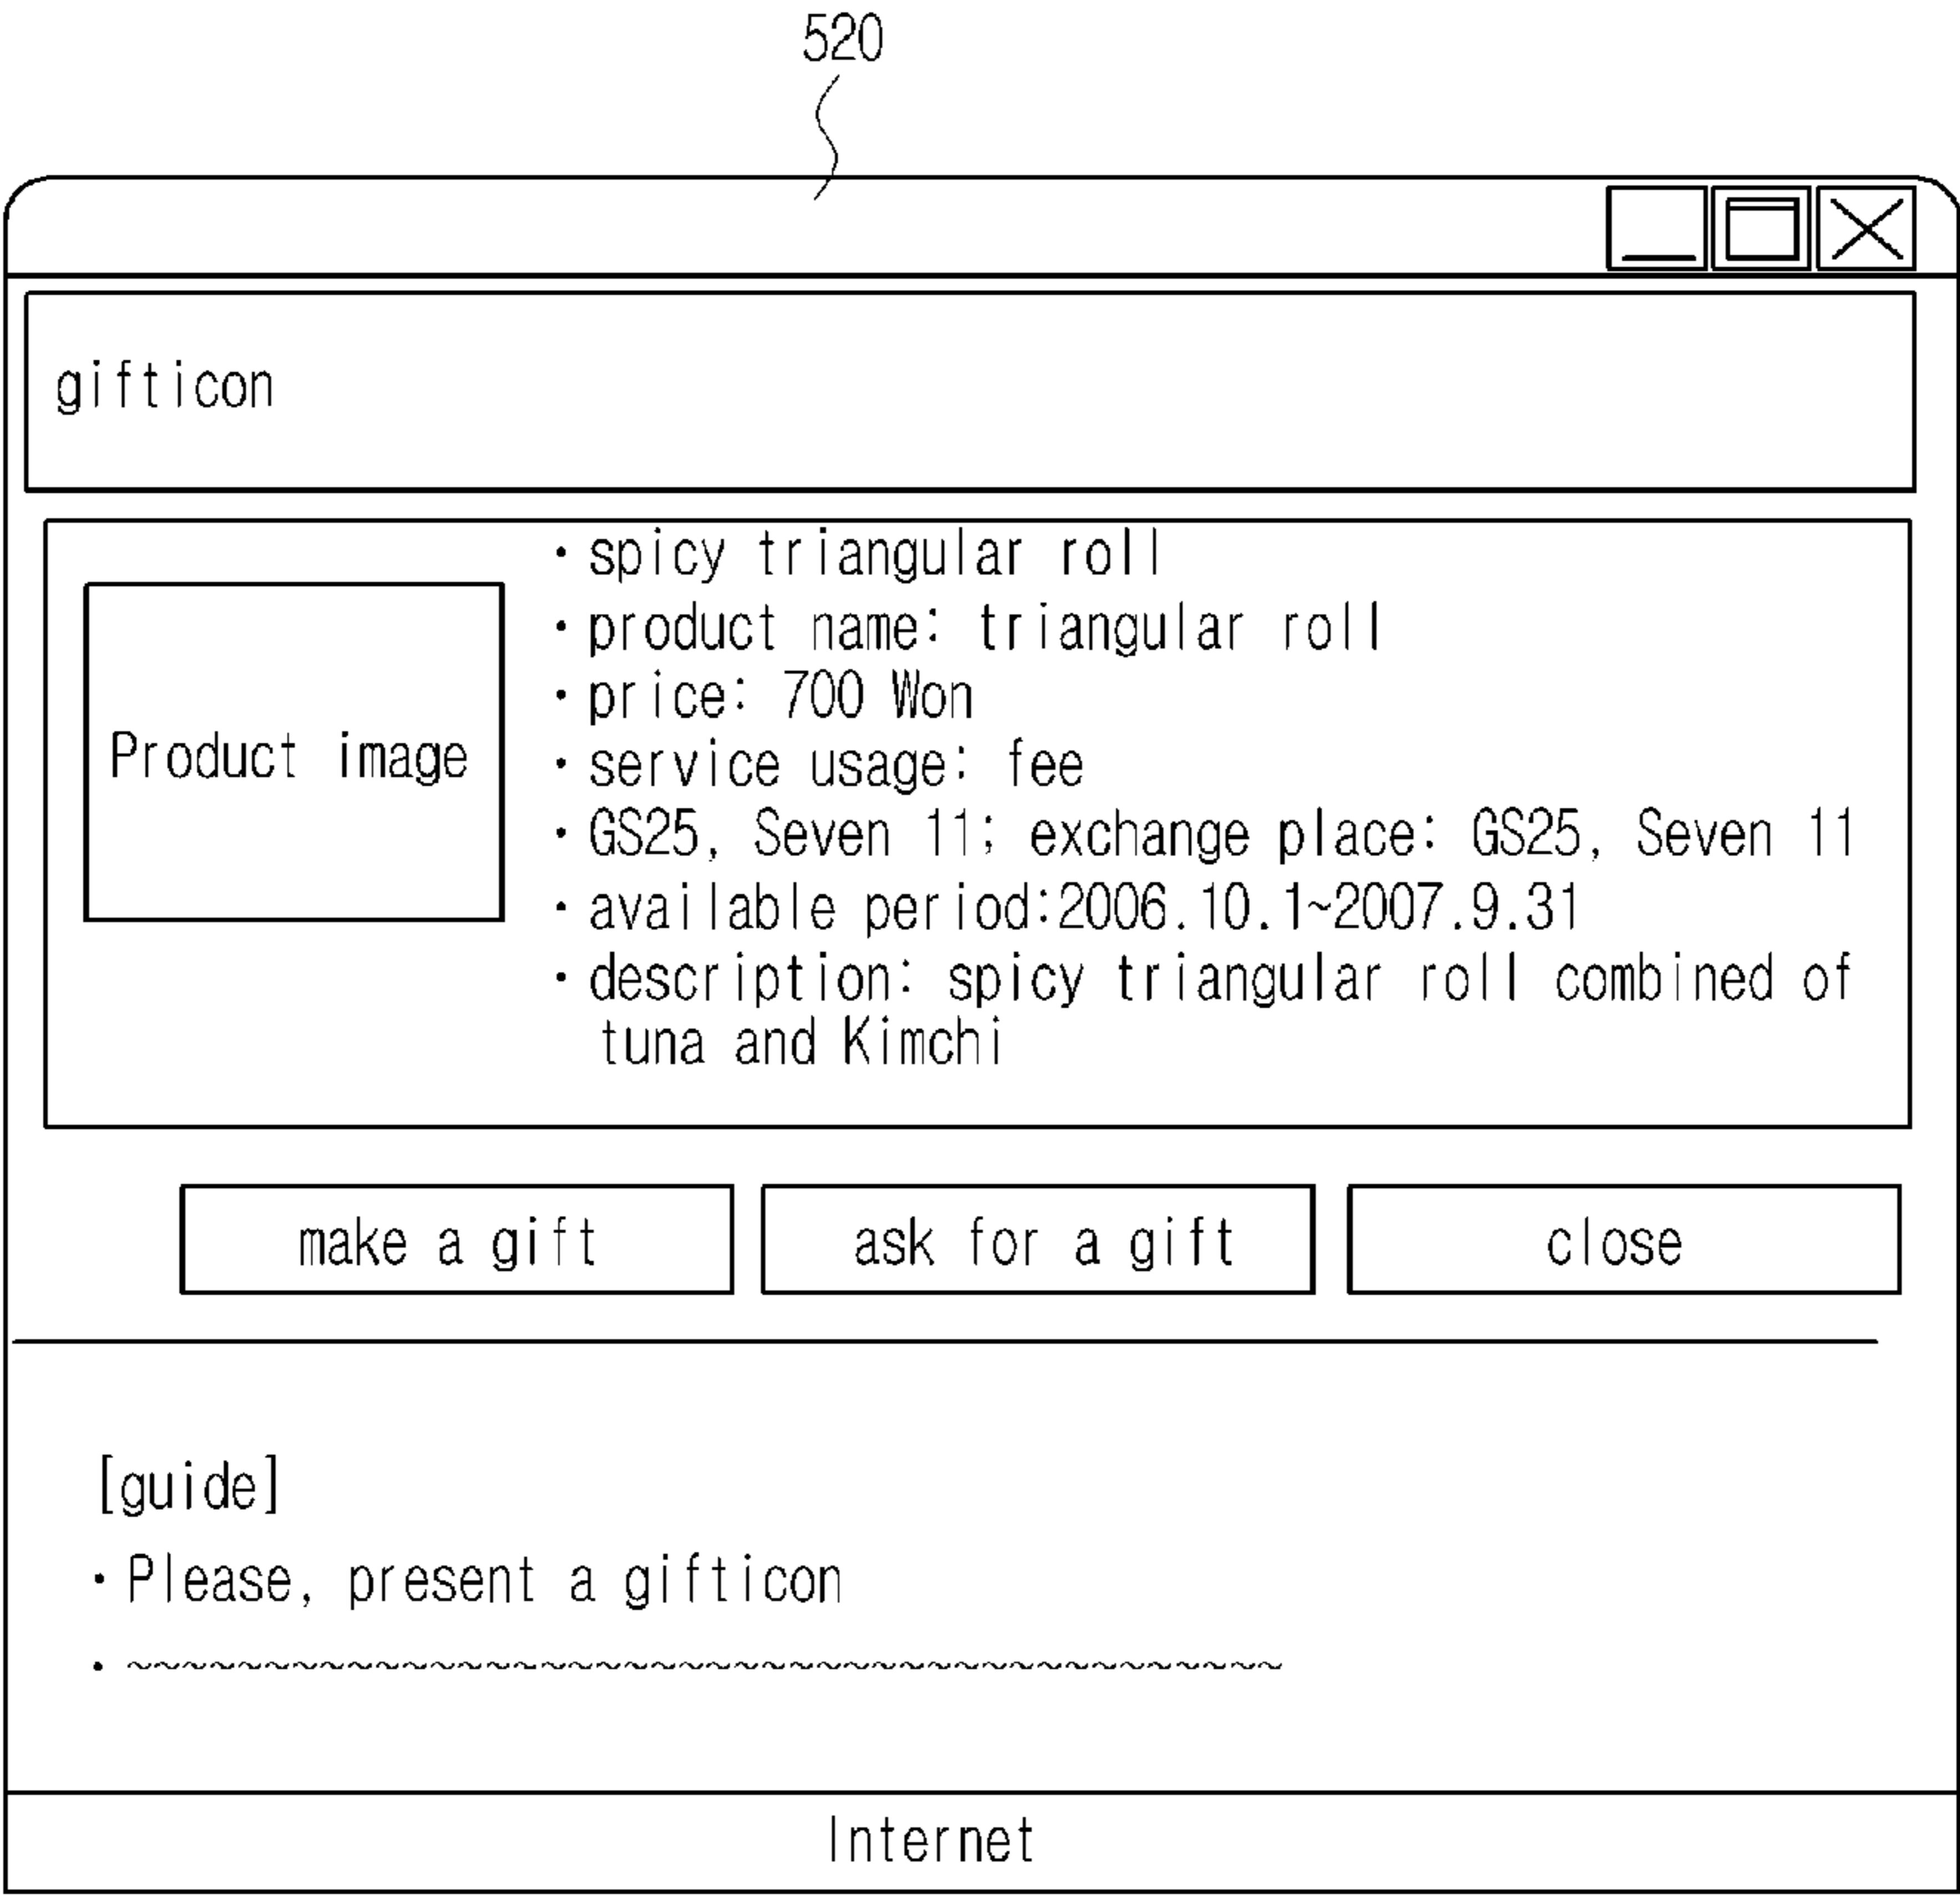 520
gifticon
· spicy triangular roll
· product name: triangular roll
· price: 700 Won
Product image
· service usage: fee
· GS25, Seven 11; exchange place: GS25, Seven 11
· available period:2006.10.1~2007.9.31
· description: spicy triangular roll combined of
tuna and Kimchi
make a gift
ask for a gift
close
[guide]
· Please, present a gifticon
· ~~~~~~~~~~~~~~~~~~~~~~~~~~~~~~~~~~~~~~~~~~
Internet